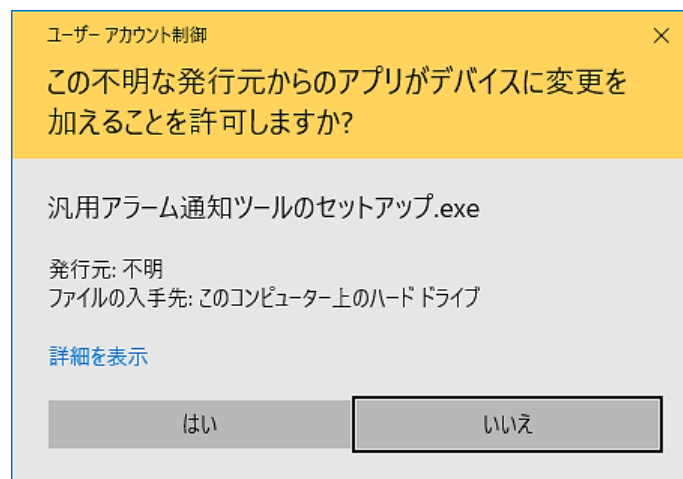 ユーザー アカウント制御
この不明な発行元からのアプリがデバイスに変更を
加えることを許可しますか?
汎用アラーム通知ツールのセットアップ.exe
発行元: 不明
ファイルの入手先: このコンピューター上のハード ドライブ
詳細を表示
はい
いいえ